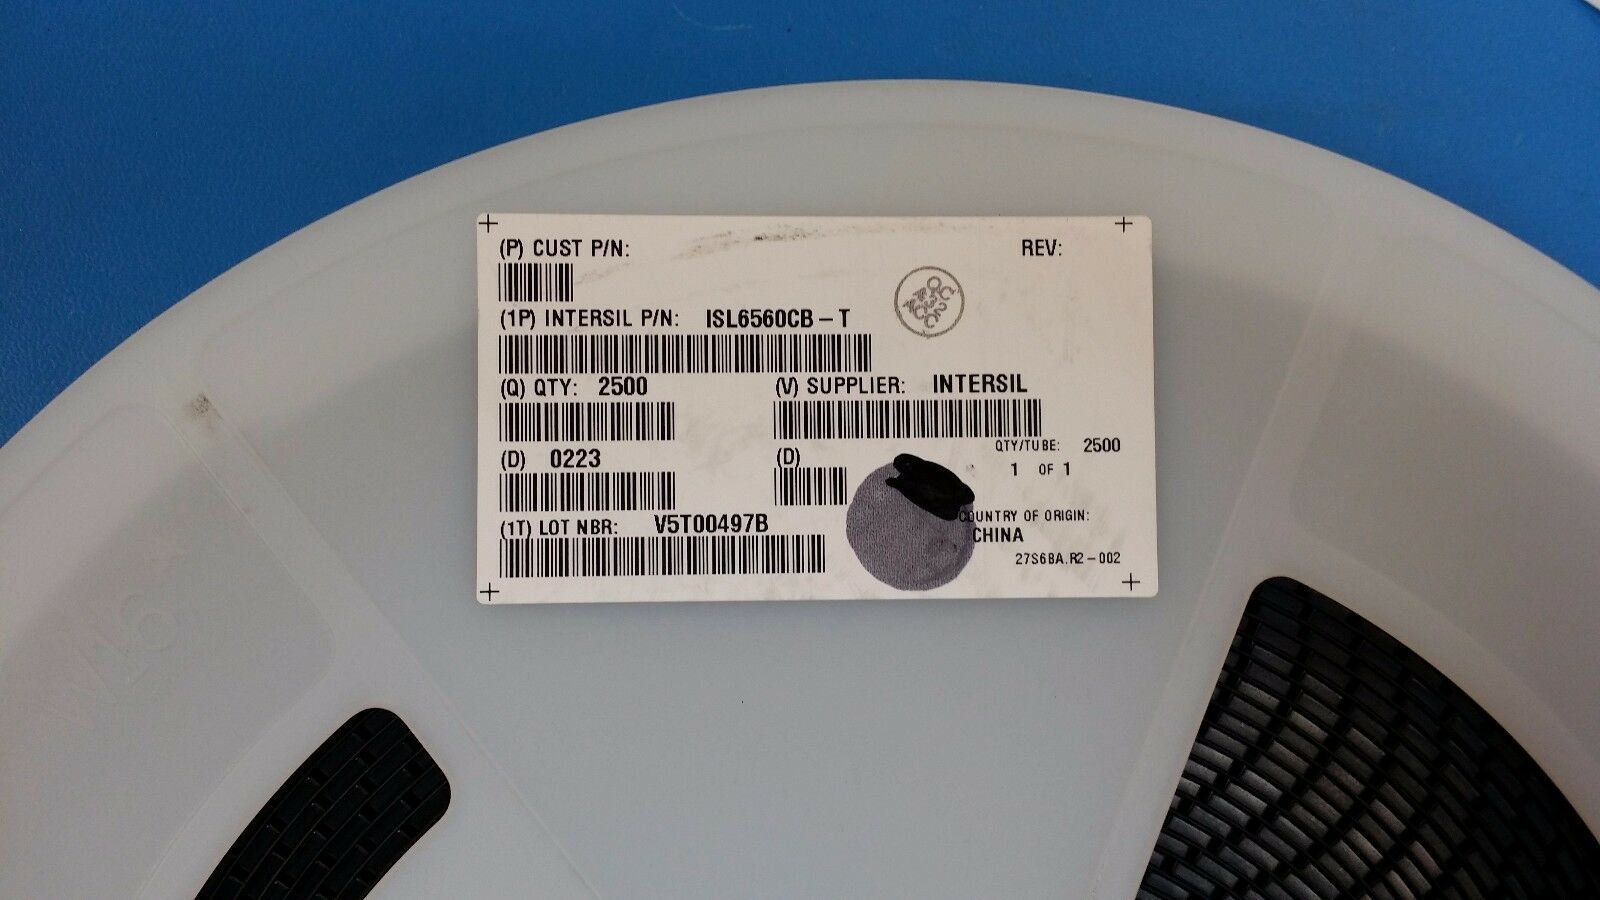 (P) CUST P/N:
REV:
(1P) INTERSIL P/N: ISL6560CB-T
(Q) QTY: 2500
(V) SUPPLIER: INTERSIL
QTY/TUBE: 2500
(D) 0223
(D)
1 OF 1
(1T) LOT NBR: V5T00497B
COUNTRY OF ORIGIN:
CHINA
27S6BA.R2-002